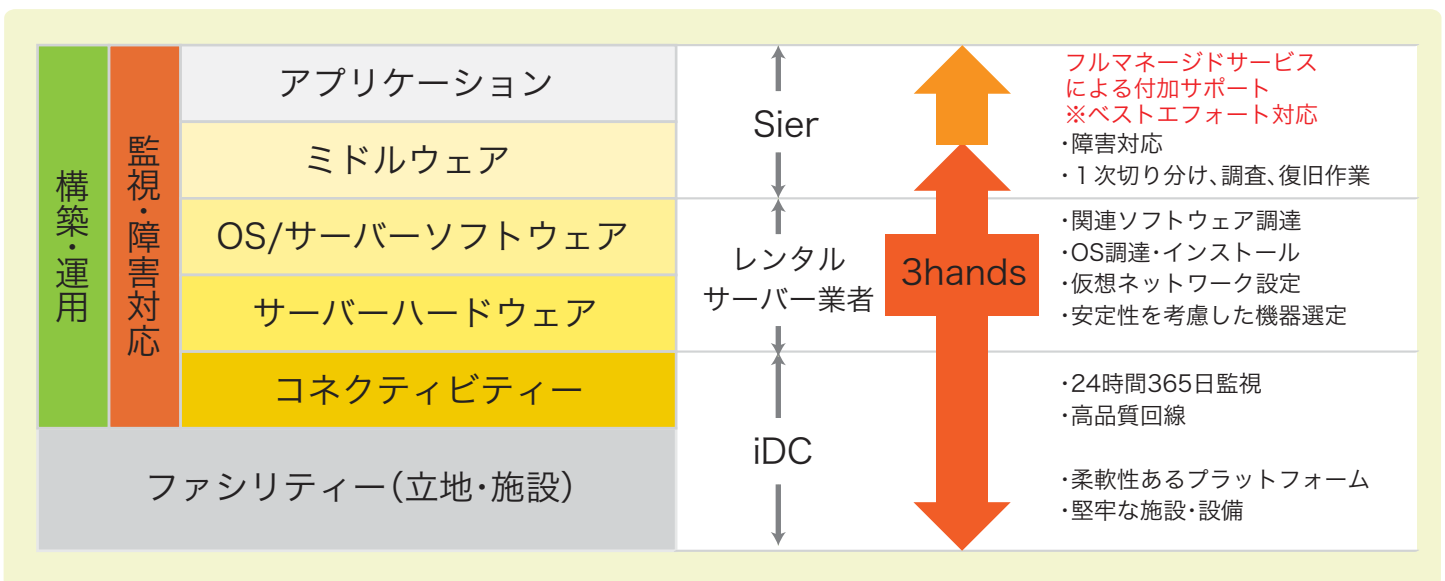 構築・運用
監視・障害対応
アプリケーション
ミドルウェア
OS/サーバーソフトウェア
サーバーハードウェア
コネクティビティー
ファシリティー(立地・施設)
Sier
レンタル
サーバー業者
iDC
3hands
フルマネージドサービス
による付加サポート
※ベストエフォート対応
・障害対応
・1次切り分け、調査、復旧作業
・関連ソフトウェア調達
・OS調達・インストール
・仮想ネットワーク設定
・安定性を考慮した機器選定
・24時間365日監視
・高品質回線
・柔軟性あるプラットフォーム
・堅牢な施設・設備